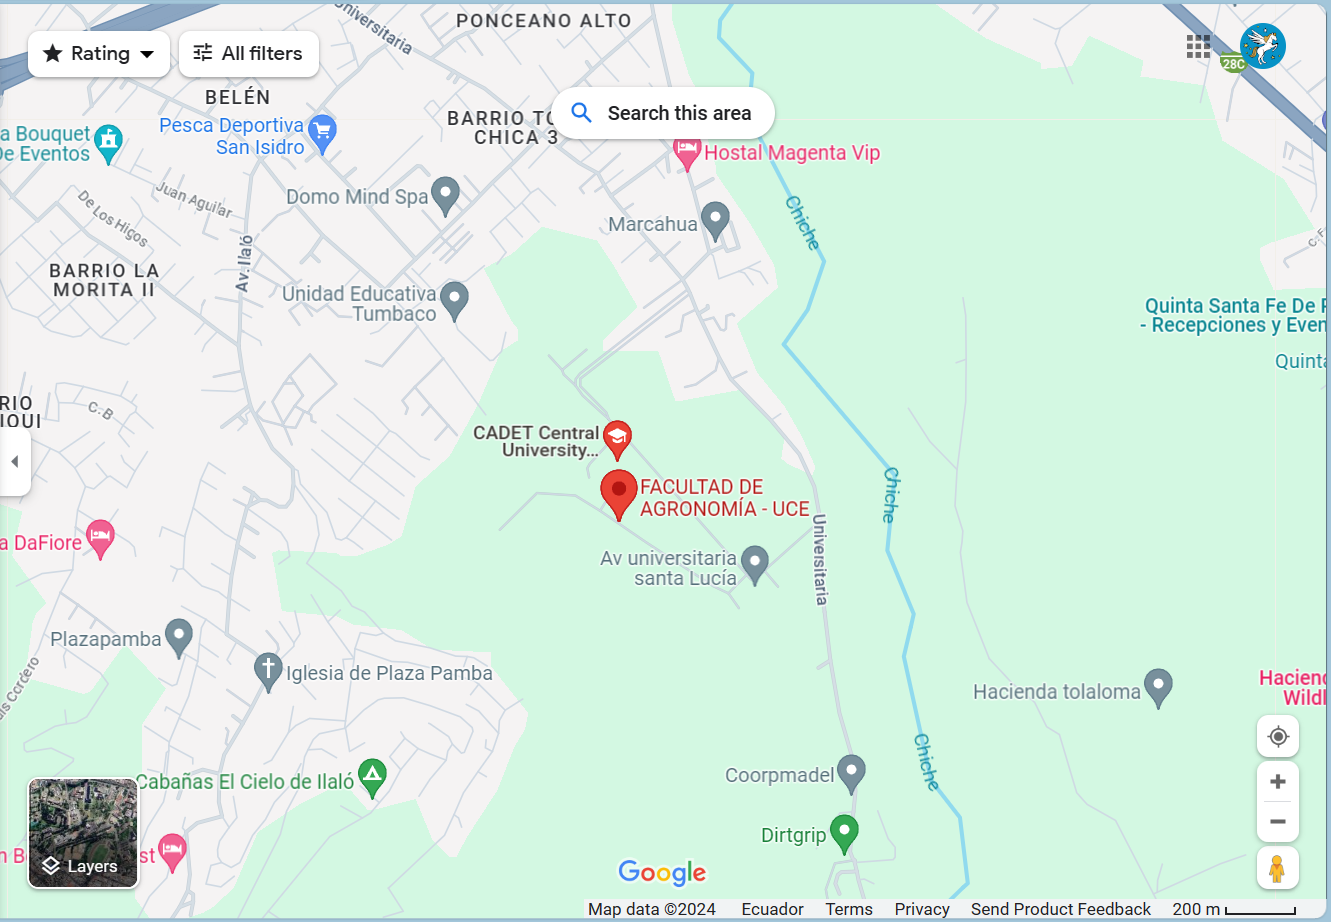 PONCEANO ALTO
Universitaria
Rating
All filters
28C
BELÉN
Search this area
Pesca Deportiva
San Isidro
BARRIO TO
CHICA 3
a Bouquet
De Eventos
Hostal Magenta Vip
Domo Mind Spa
Juan Aguilar
De Los Higos
Marcahua
Chiche
Av. Ilaló
BARRIO LA
MORITA II
Unidad Educativa
Tumbaco
Quinta Santa Fe De
- Recepciones y Even
Quinta
RIO
IQUI
C.B
CADET Central
University...
FACULTAD DE
AGRONOMÍA - UCE
Chiche
a DaFiore
Universitaria
Av universitaria
santa Lucía
Plazapamba
Iglesia de Plaza Pamba
Hacienda tolaloma
Haciend
Wildl
Chiche
Cabañas El Cielo de Ilaló
Coorpmadel
Dirtgrip
Layers
st
Google
Map data ©2024
Ecuador
Terms
Privacy
Send Product Feedback
200 m